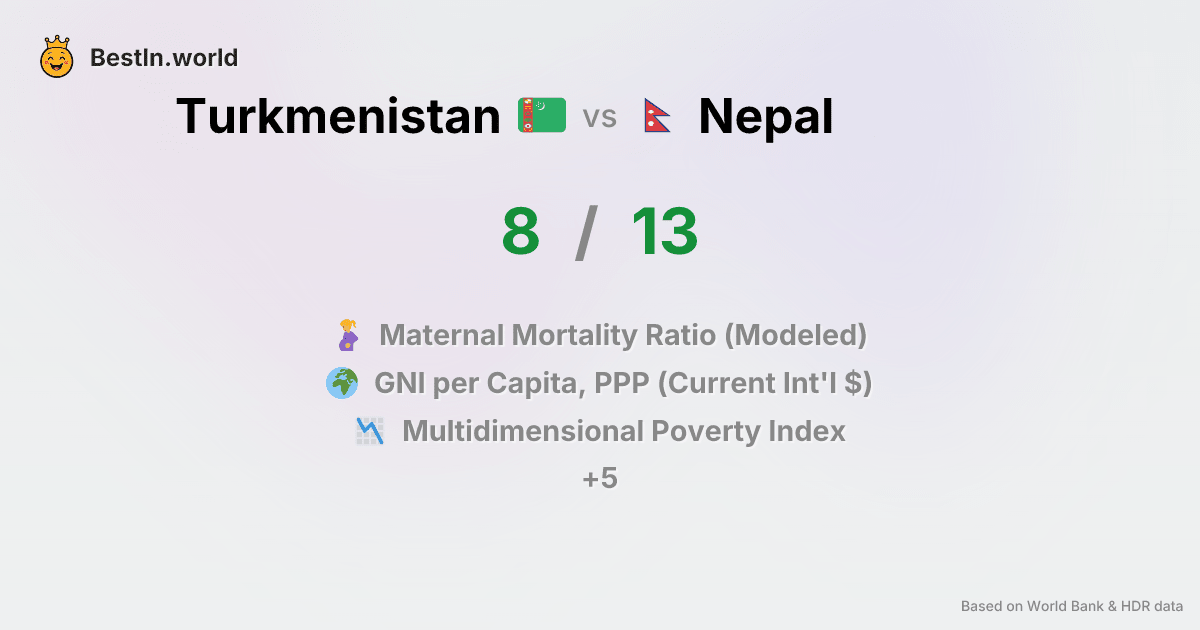 BestIn.world
Turkmenistan vs Nepal
8 / 13
Maternal Mortality Ratio (Modeled)
GNI per Capita, PPP (Current Int'l $)
Multidimensional Poverty Index
+5
Based on World Bank & HDR data